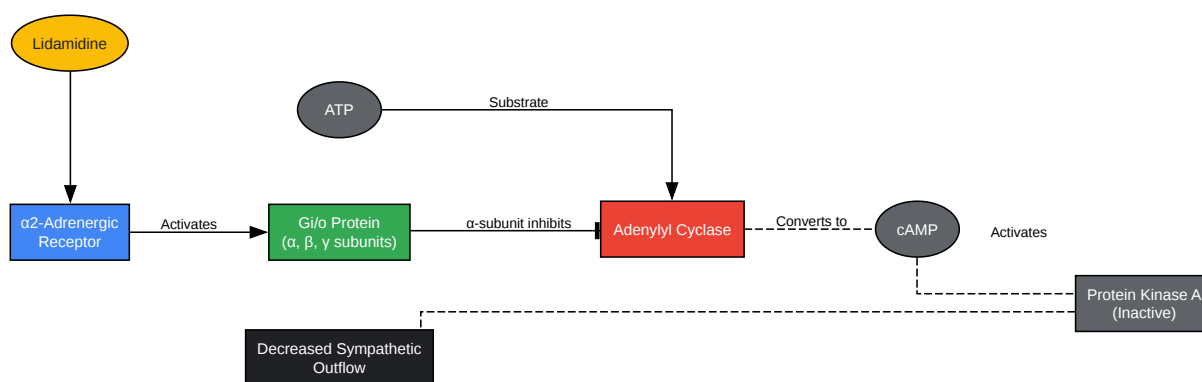 Lidamidine
ATP
Substrate
α2-Adrenergic
Receptor
Activates
Gi/o Protein
(α, β, γ subunits)
α-subunit inhibits
Adenylyl Cyclase
Converts to
cAMP
Activates
Protein Kinase A
(Inactive)
Decreased Sympathetic
Outflow